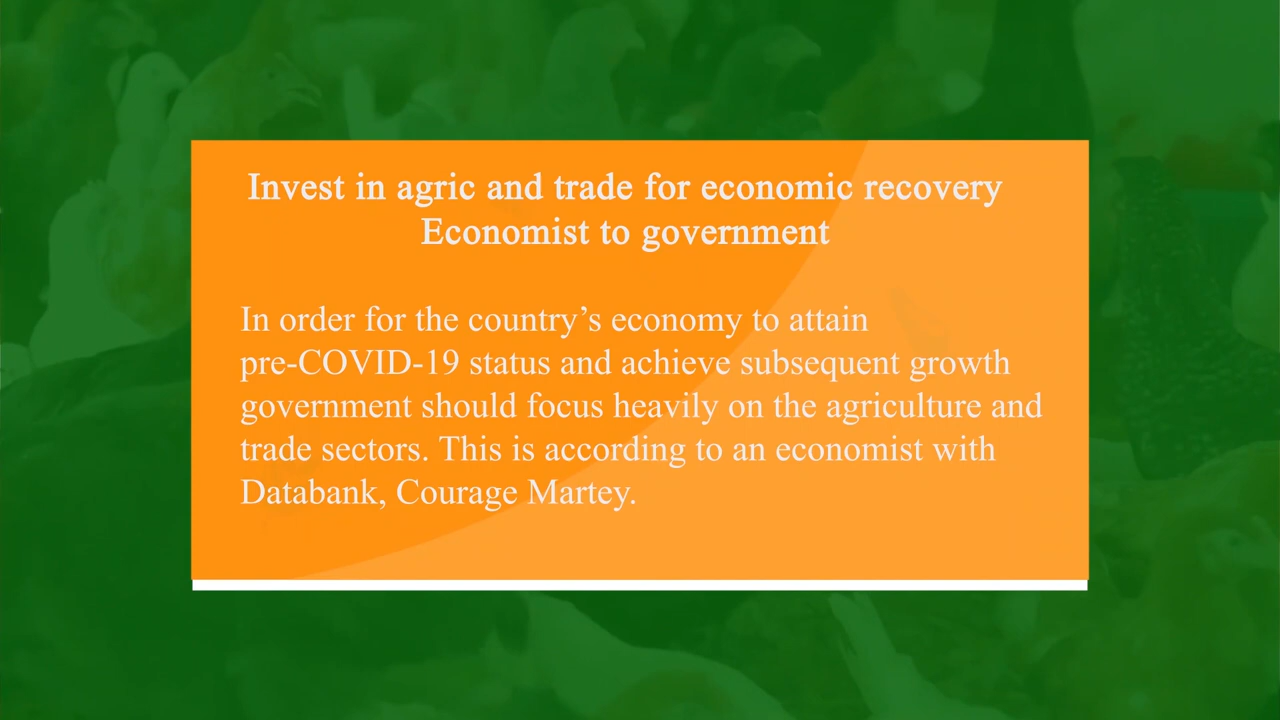 Invest in agric and trade for economic recovery
Economist to government
In order for the country’s economy to attain
pre-COVID-19 status and achieve subsequent growth
government should focus heavily on the agriculture and
trade sectors. This is according to an economist with
Databank, Courage Martey.